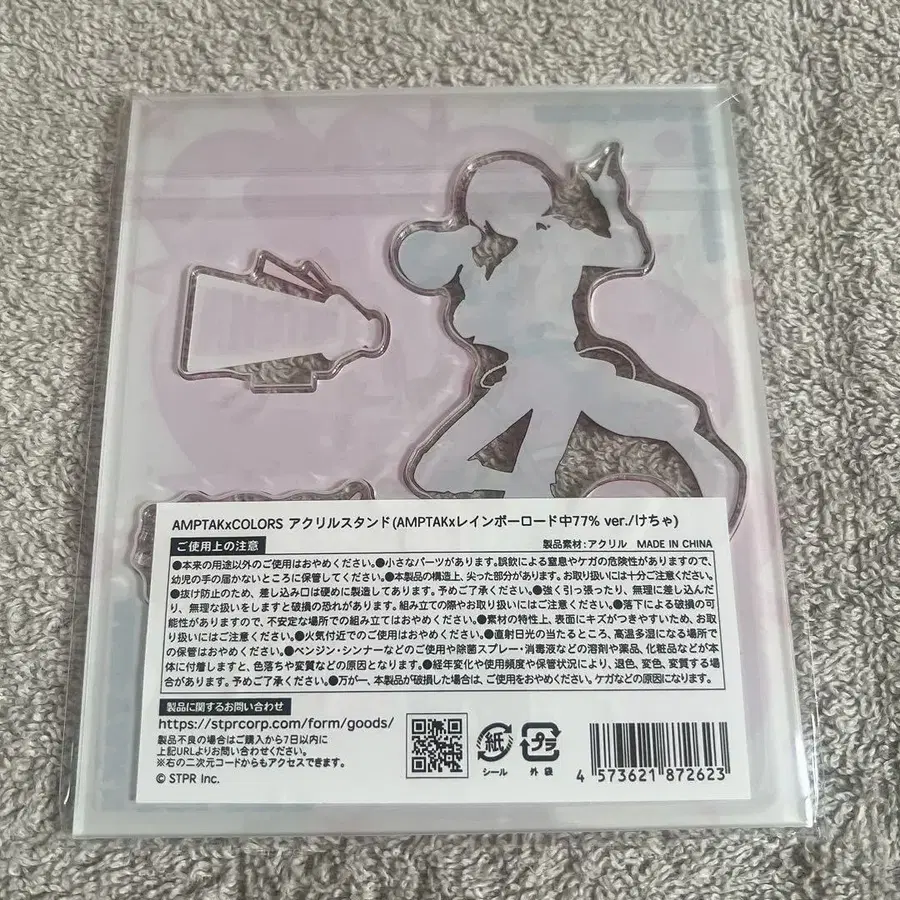 AMPTAKxCOLORS アクリルスタンド(AMPTAKxレインボーロード中77% ver./けちゃ)
ご使用上の注意
製品素材:アクリル MADE IN CHINA
●本来の用途以外のご使用はおやめください。●小さなパーツがあります。誤飲による窒息やケガの危険性がありますので、
幼児の手の届かないところに保管してください。●本製品の構造上、尖った部分があります。お取り扱いには十分ご注意ください。
●抜け防止のため、差し込み口は硬めに製造してあります。予めご了承ください。●強く引っ張ったり、無理に差し込んだ
り、無理な扱いをしますと破損の恐れがあります。組み立ての際やお取り扱いにはご注意ください。●落下による破損の可
能性がありますので、不安定な場所での組み立てはおやめください。●素材の特性上、表面にキズがつきやすいため、お取
り扱いにはご注意ください。●火気付近でのご使用はおやめください。●直射日光の当たるところ、高温多湿になる場所で
の保管はおやめください。●ベンジン・シンナーなどのご使用や除菌スプレー・消毒液などの溶剤や薬品、化粧品などが本
体に付着しますと、色落ちや変質などの原因となります。●経年変化や使用頻度や保管状況により、退色、変色、変質する場
合があります。予めご了承ください。●万が一、本製品が破損した場合は、ご使用をおやめください。ケガなどの原因になります。
製品に関するお問い合わせ
https://stprcorp.com/form/goods/
製品不良の場合はご購入から7日以内に
上記URLよりお問い合わせください。
※右の二次元コードからもアクセスできます。
© STPR Inc.
紙
シール
プラ
外 袋
4 573621 872623